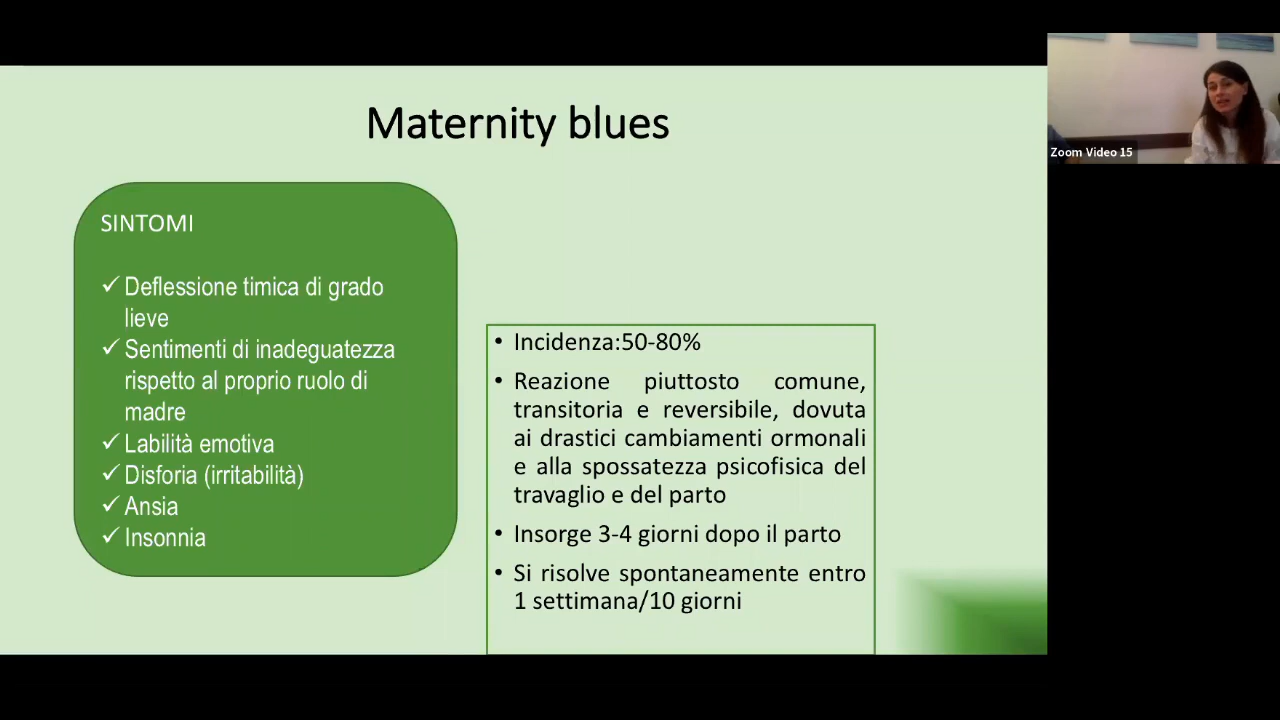 Maternity blues
SINTOMI
✓ Deflessione timica di grado
lieve
✓ Sentimenti di inadeguatezza
rispetto al proprio ruolo di
madre
✓ Labilità emotiva
✓ Disforia (irritabilità)
✓ Ansia
✓ Insonnia
• Incidenza:50-80%
• Reazione piuttosto comune,
transitoria e reversibile, dovuta
ai drastici cambiamenti ormonali
e alla spossatezza psicofisica del
travaglio e del parto
• Insorge 3-4 giorni dopo il parto
• Si risolve spontaneamente entro
1 settimana/10 giorni
Zoom Video 15